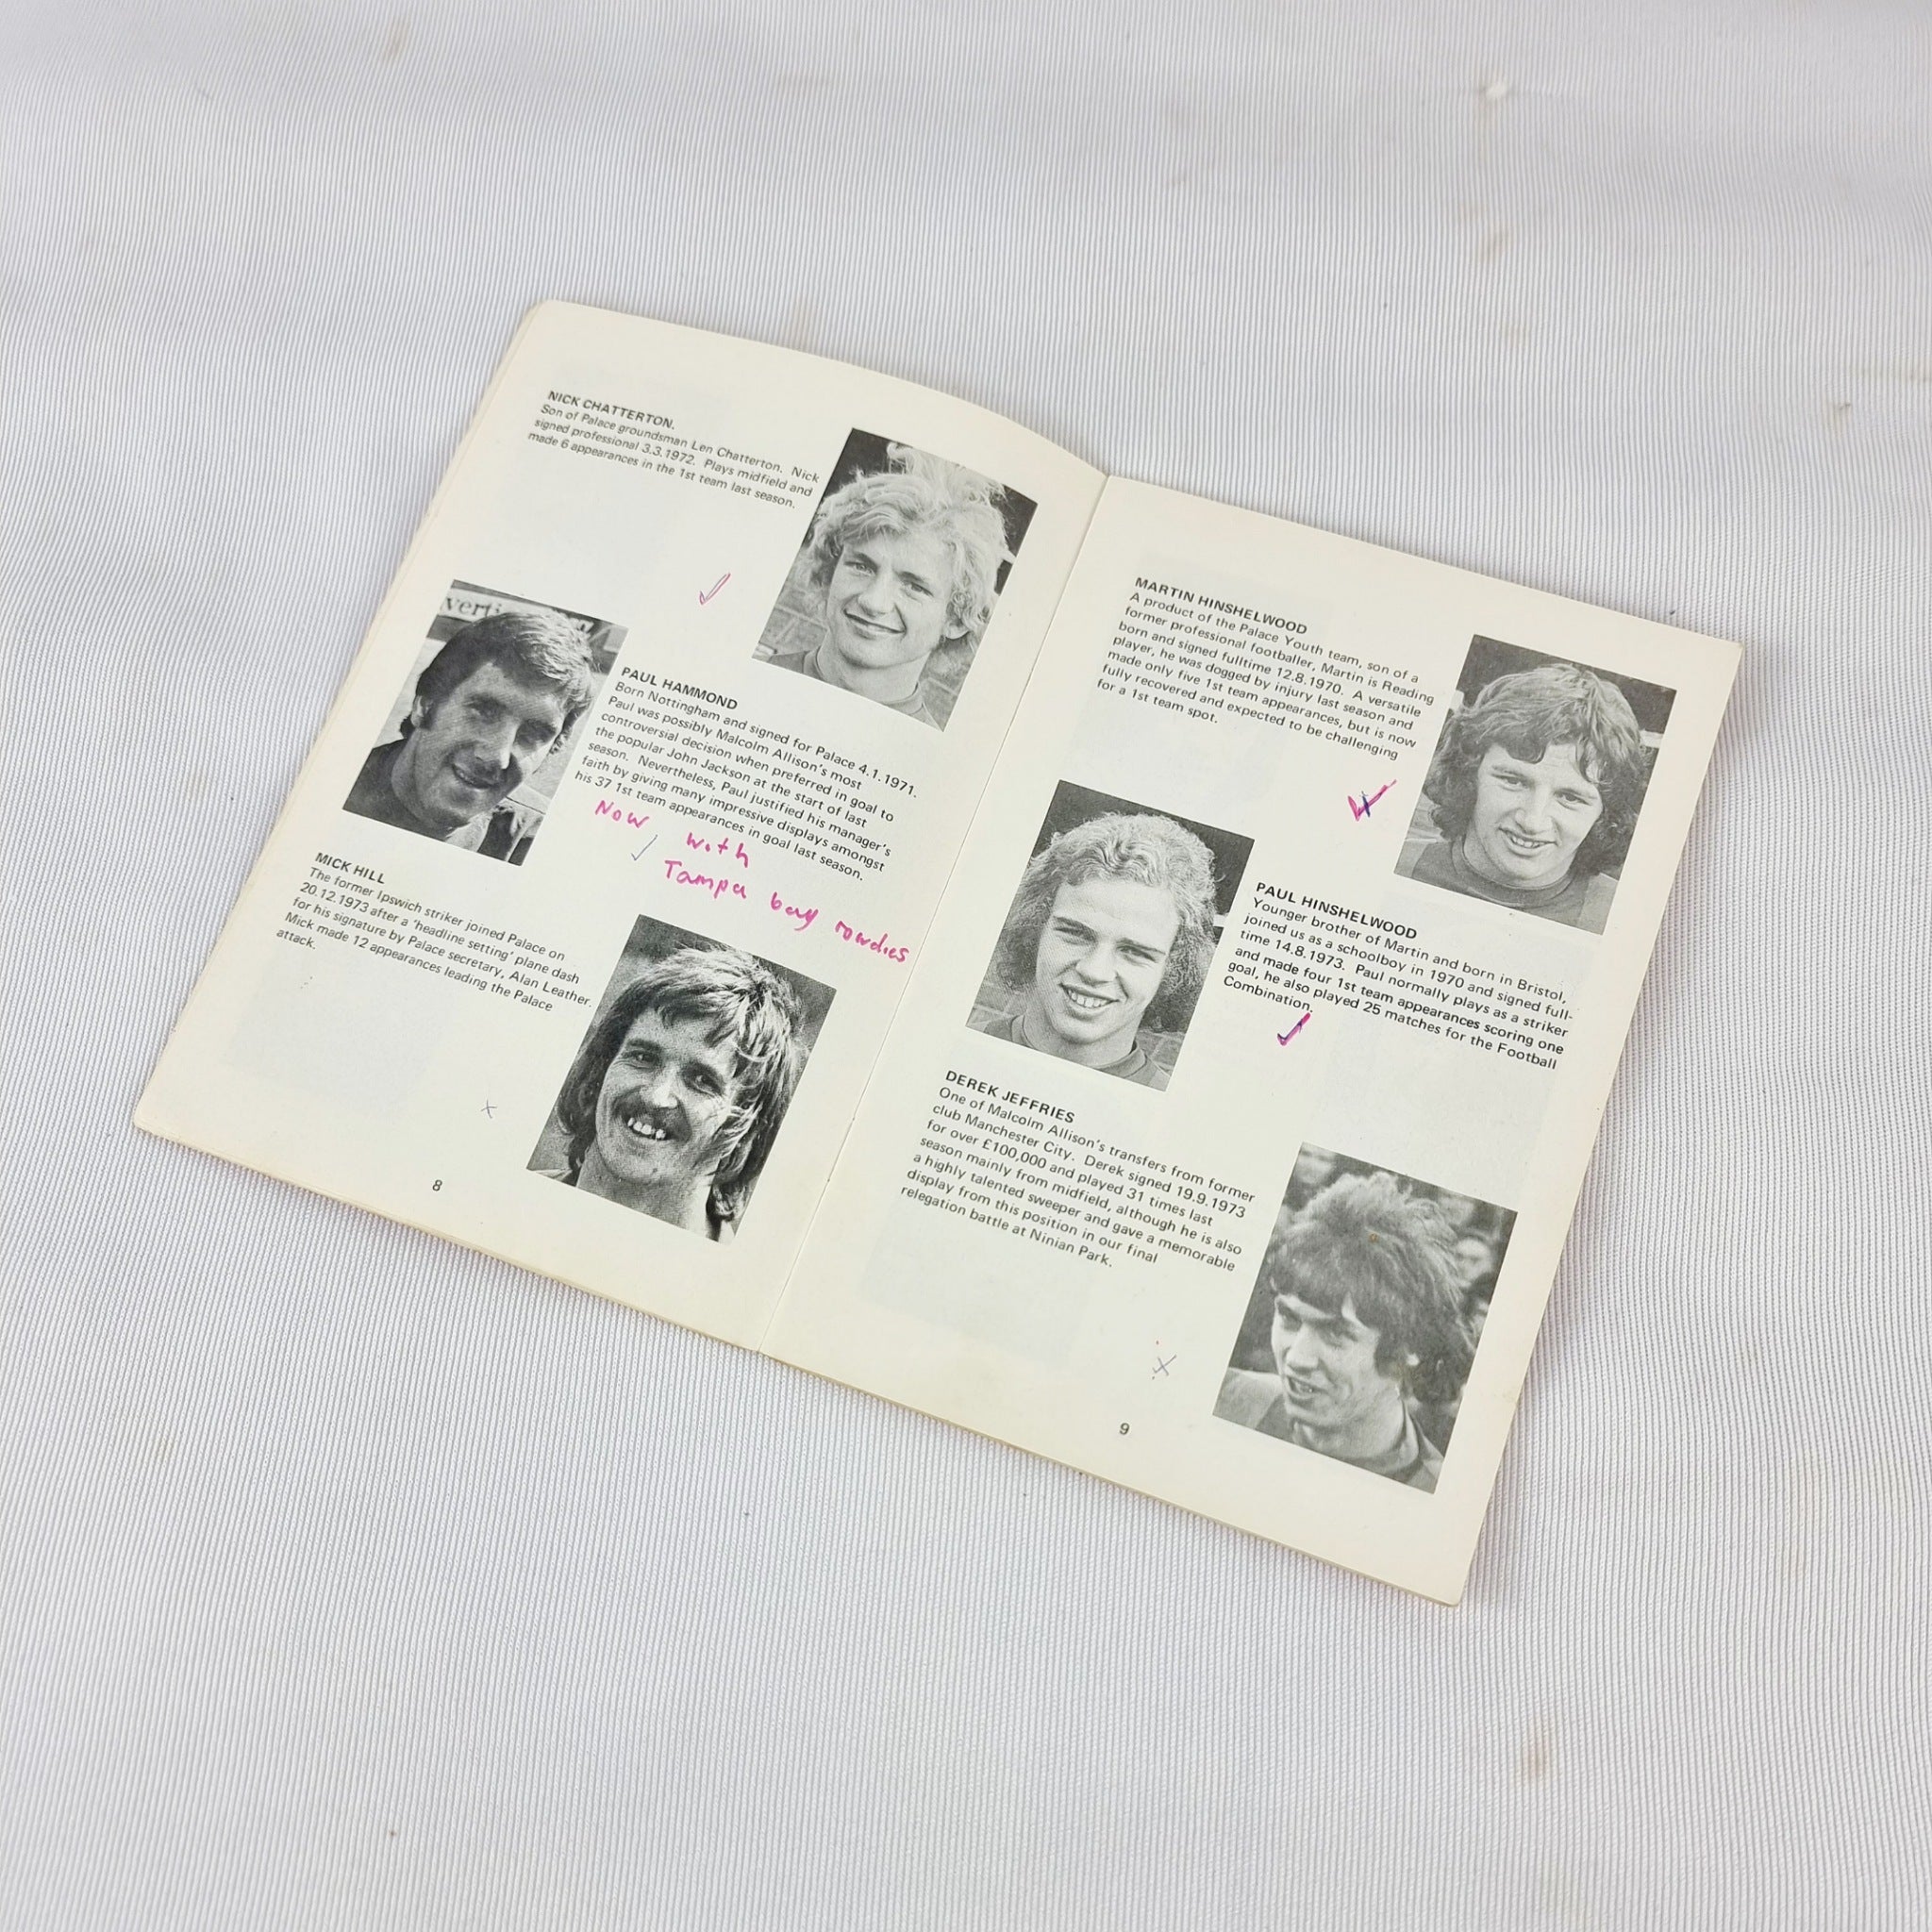 NICK CHATTERTON.
Son of Palace groundsman Len Chatterton. Nick
signed professional 3.3.1972. Plays midfield and
made 6 appearances in the 1st team last season.
verti
PAUL HAMMOND
Born Nottingham and signed for Palace 4.1.1971.
Paul was possibly Malcolm Allison's most
controversial decision when preferred in goal to
the popular John Jackson at the start of last
season. Nevertheless, Paul justified his manager's
faith by giving many impressive displays amongst
his 37 1st team appearances in goal last season.
Now with
Tampa bay rowdies
MICK HILL
The former Ipswich striker joined Palace on
20.12.1973 after a 'headline setting' plane dash
for his signature by Palace secretary, Alan Leather.
Mick made 12 appearances leading the Palace
attack.
8
MARTIN HINSHELWOOD
A product of the Palace Youth team, son of a
former professional footballer, Martin is Reading
born and signed fulltime 12.8.1970. A versatile
player, he was dogged by injury last season and
made only five 1st team appearances, but is now
fully recovered and expected to be challenging
for a 1st team spot.
PAUL HINSHELWOOD
Younger brother of Martin and born in Bristol,
joined us as a schoolboy in 1970 and signed full-
time 14.8.1973. Paul normally plays as a striker
and made four 1st team appearances scoring one
goal, he also played 25 matches for the Football
Combination.
DEREK JEFFRIES
One of Malcolm Allison's transfers from former
club Manchester City. Derek signed 19.9.1973
for over £100,000 and played 31 times last
season mainly from midfield, although he is also
a highly talented sweeper and gave a memorable
display from this position in our final
relegation battle at Ninian Park.
9